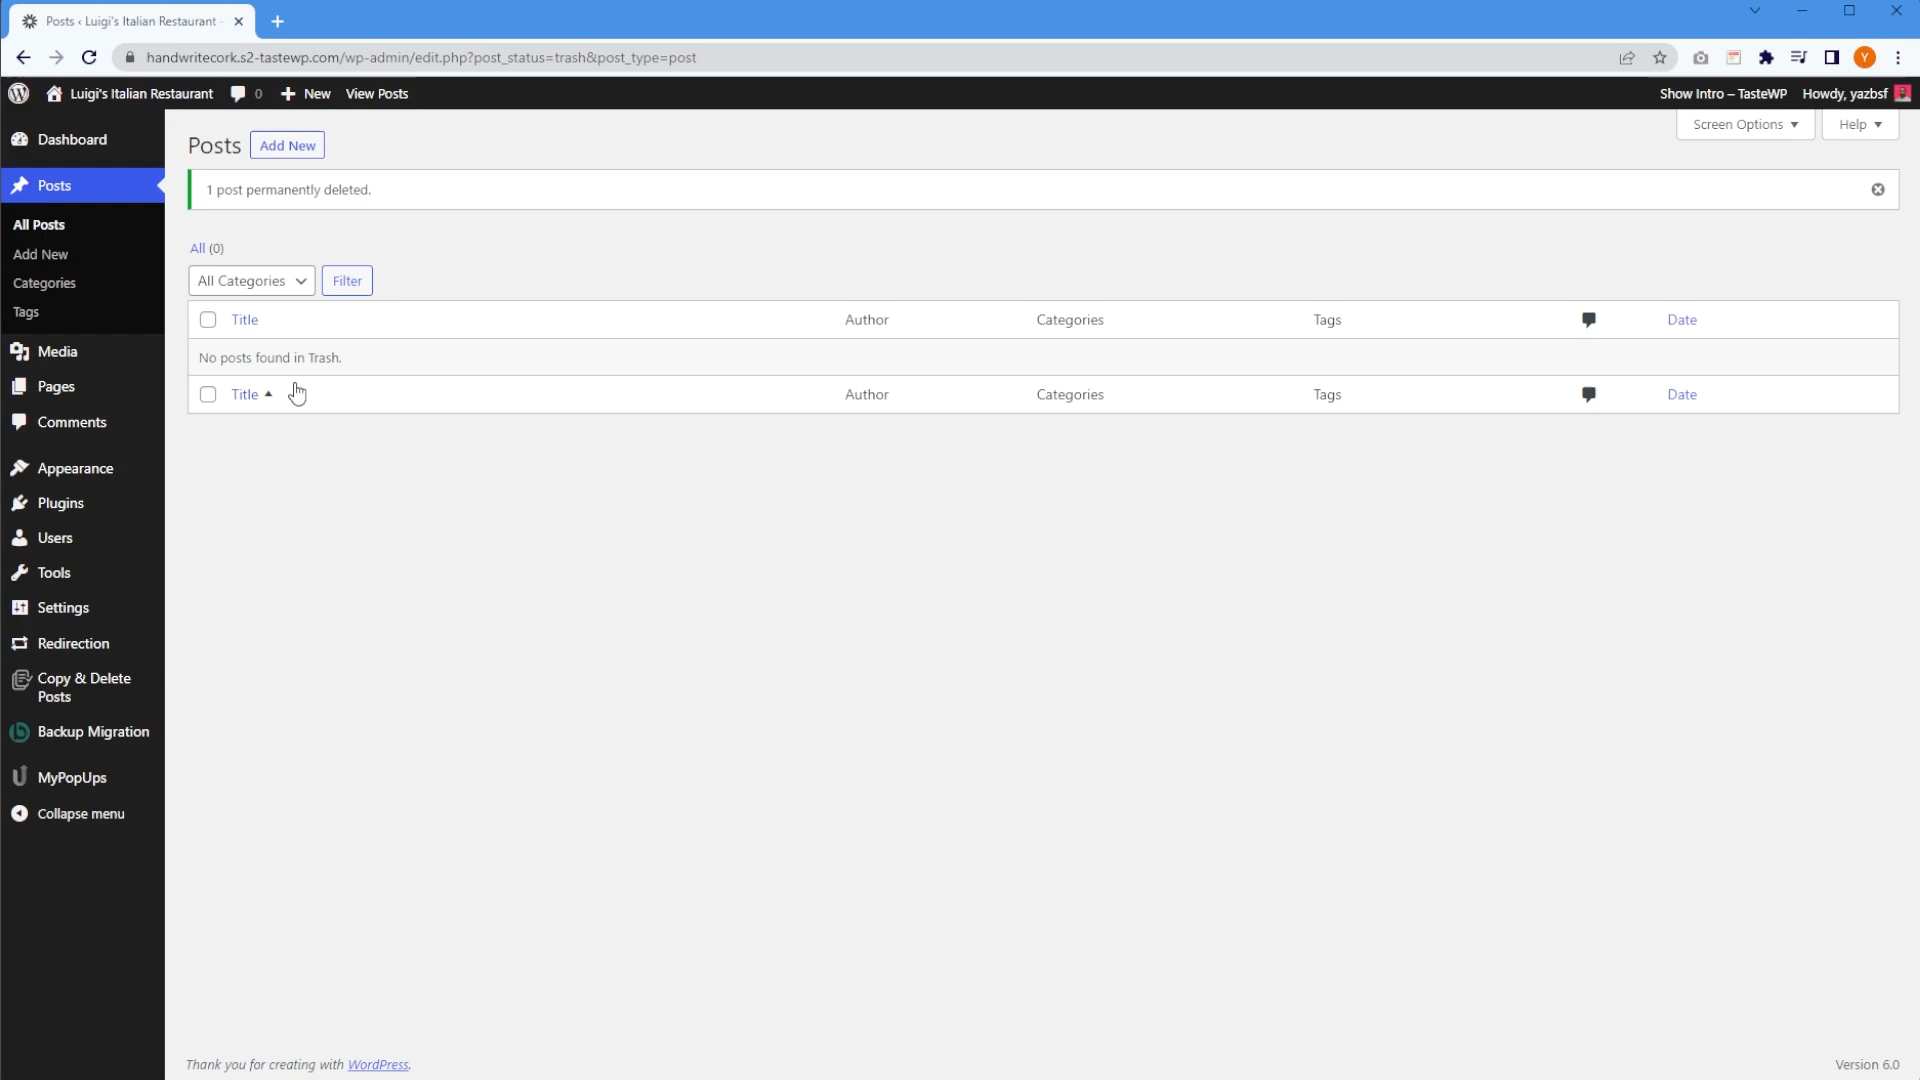 Posts ‹ Luigi's Italian Restaurant
handwritecork.s2-tastewp.com/wp-admin/edit.php?post_status=trash&post_type=post
Y
Luigi's Italian Restaurant 0 New View Posts
Show Intro – TasteWP Howdy, yazbsf
Screen Options Help
Dashboard
Posts
All Posts
Add New
Categories
Tags
Media
Pages
Comments
Appearance
Plugins
Users
Tools
Settings
Redirection
Copy & Delete
Posts
Backup Migration
MyPopUps
Collapse menu
Posts Add New
1 post permanently deleted.
All (0)
All Categories Filter
Title Author Categories Tags Date
No posts found in Trash.
Title Author Categories Tags Date
Thank you for creating with WordPress.
Version 6.0